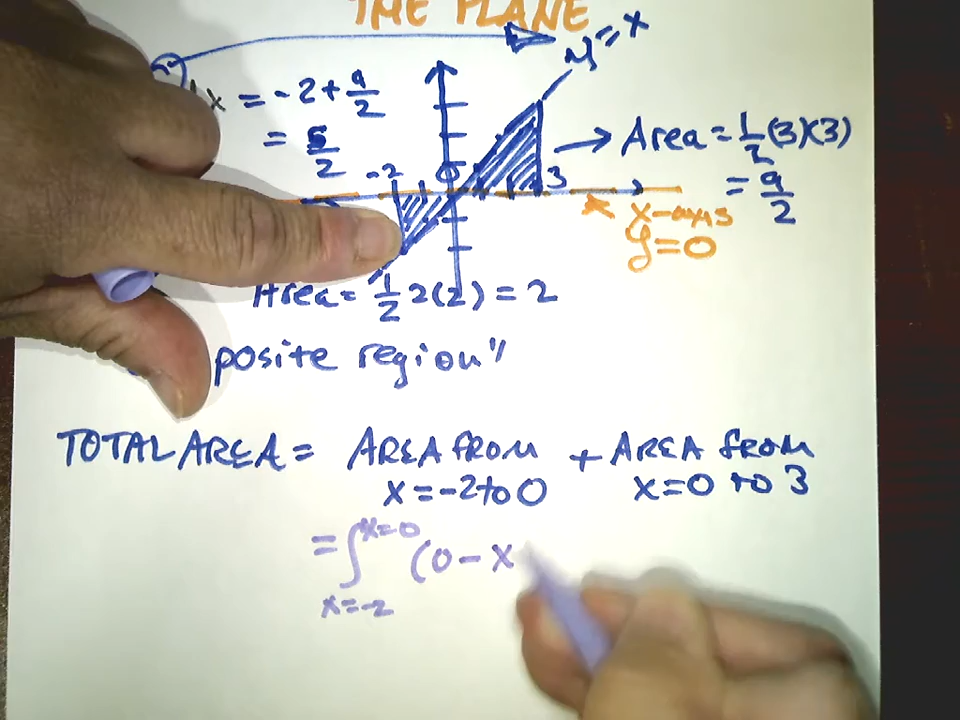 THE PLANE
y=x
x = -2 + 9/2
= 5/2
-2
3
→ Area = 1/2 (3)(3)
= 9/2
x-axis
y=0
Area = 1/2 2(2) = 2
posite region"
TOTAL AREA = AREA FROM + AREA FROM
x=-2 to 0 x=0 to 3
= ∫ x=0 (0-x
x=-2